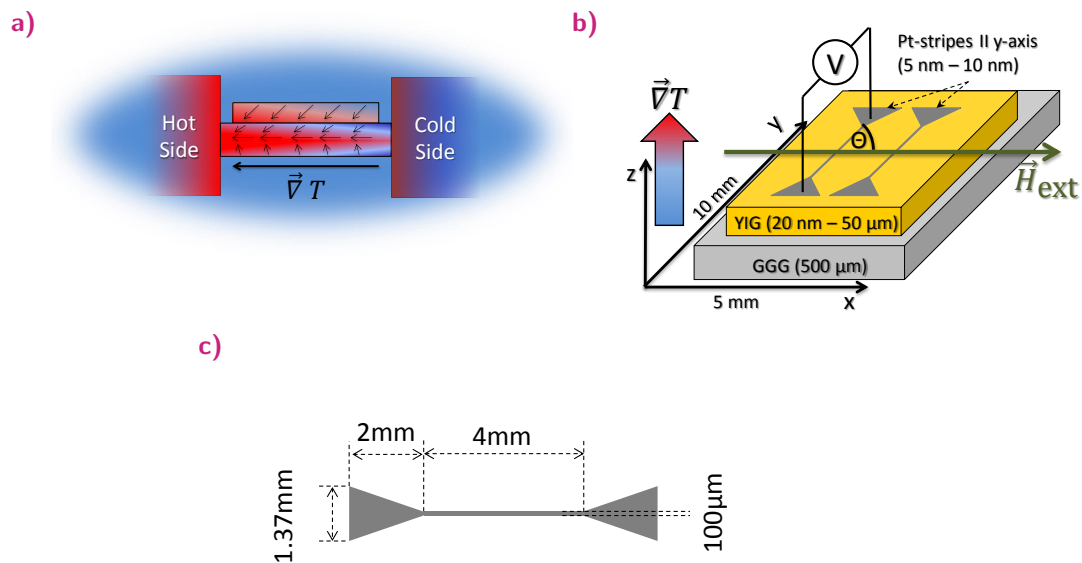 a)
Hot
Side
Cold
Side
∇⃗ T
b)
V
Pt-stripes II y-axis
(5 nm – 10 nm)
∇⃗T
y
Θ
z
H⃗ext
10 mm
YIG (20 nm – 50 µm)
GGG (500 µm)
5 mm
x
c)
2mm
4mm
1.37mm
100µm